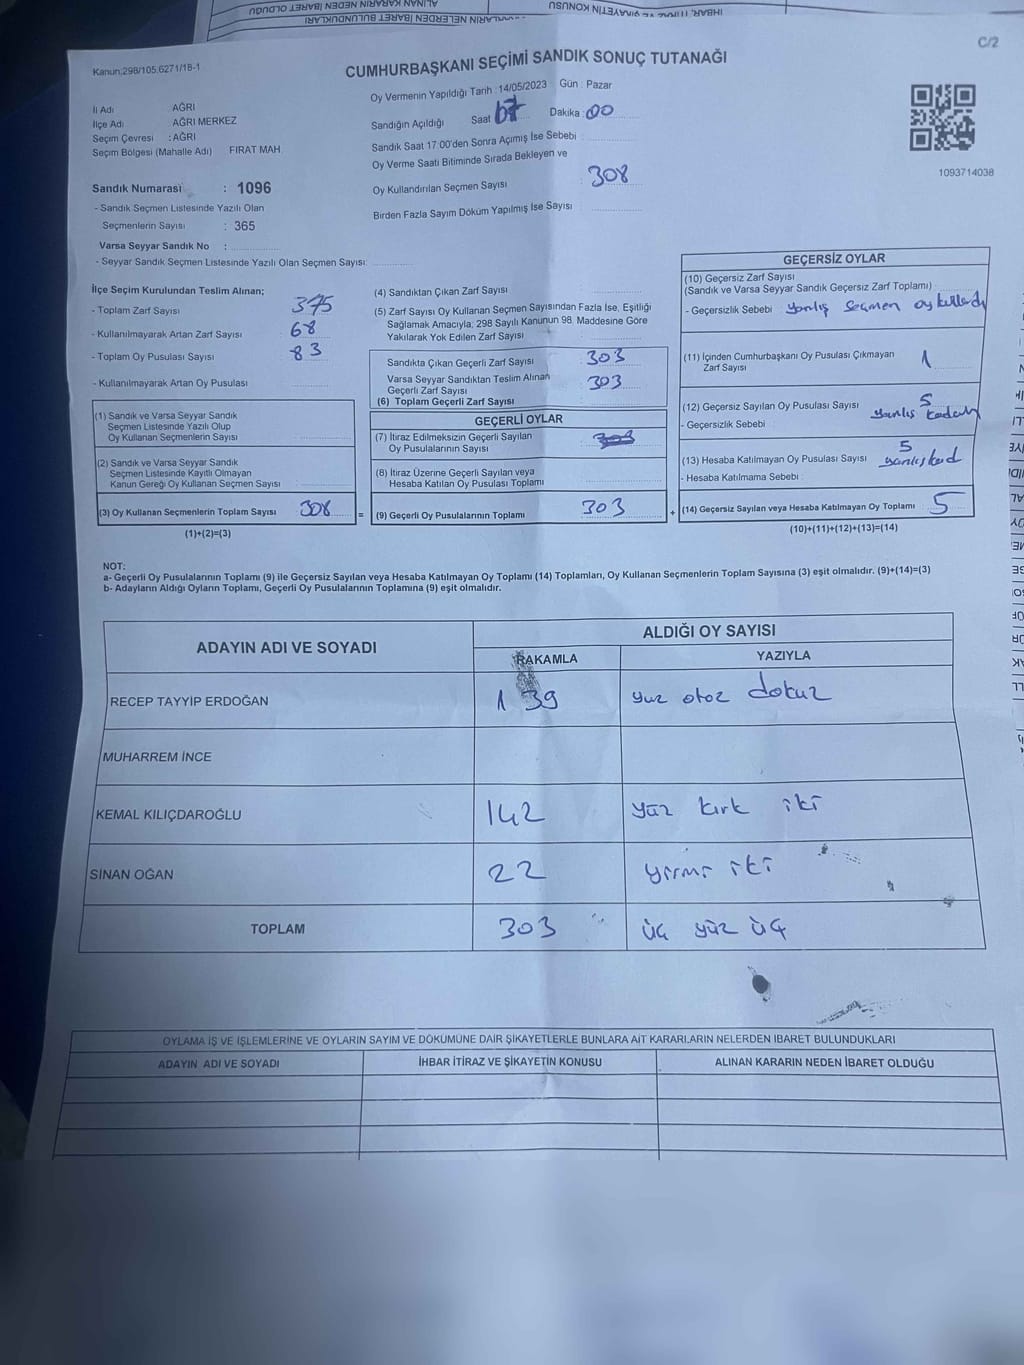 C/2
Kanun:298/105.6271/18-1
CUMHURBAŞKANI SEÇİMİ SANDIK SONUÇ TUTANAĞI
Oy Vermenin Yapıldığı Tarih : 14/05/2023 Gün : Pazar
İl Adı AĞRI
İlçe Adı AĞRI MERKEZ
Seçim Çevresi : AĞRI
Seçim Bölgesi (Mahalle Adı) FIRAT MAH
Sandığın Açıldığı Saat Dakika : 00
Sandık Saat 17.00'den Sonra Açımış İse Sebebi
Oy Verme Saati Bitiminde Sırada Bekleyen ve
Oy Kullandırılan Seçmen Sayısı : 308
Birden Fazla Sayım Döküm Yapılmış İse Sayısı
1093714038
Sandık Numarası : 1096
- Sandık Seçmen Listesinde Yazılı Olan
Seçmenlerin Sayısı : 365
Varsa Seyyar Sandık No :
- Seyyar Sandık Seçmen Listesinde Yazılı Olan Seçmen Sayısı:
İlçe Seçim Kurulundan Teslim Alınan;
- Toplam Zarf Sayısı 375
- Kullanılmayarak Artan Zarf Sayısı 68
- Toplam Oy Pusulası Sayısı 83
- Kullanılmayarak Artan Oy Pusulası
(1) Sandık ve Varsa Seyyar Sandık
Seçmen Listesinde Yazılı Olup
Oy Kullanan Seçmenlerin Sayısı
(2) Sandık ve Varsa Seyyar Sandık
Seçmen Listesinde Kayıtlı Olmayan
Kanun Gereği Oy Kullanan Seçmen Sayısı
(3) Oy Kullanan Seçmenlerin Toplam Sayısı 308 =
(1)+(2)=(3)
(4) Sandıktan Çıkan Zarf Sayısı
(5) Zarf Sayısı Oy Kullanan Seçmen Sayısından Fazla İse, Eşitliği
Sağlamak Amacıyla; 298 Sayılı Kanunun 98. Maddesine Göre
Yakılarak Yok Edilen Zarf Sayısı
Sandıkta Çıkan Geçerli Zarf Sayısı 303
Varsa Seyyar Sandıktan Teslim Alınan
Geçerli Zarf Sayısı 303
(6) Toplam Geçerli Zarf Sayısı
GEÇERLİ OYLAR
(7) İtiraz Edilmeksizin Geçerli Sayılan
Oy Pusulalarının Sayısı 303
(8) İtiraz Üzerine Geçerli Sayılan veya
Hesaba Katılan Oy Pusulası Toplamı
(9) Geçerli Oy Pusulalarının Toplamı 303 +
GEÇERSİZ OYLAR
(10) Geçersiz Zarf Sayısı
(Sandık ve Varsa Seyyar Sandık Geçersiz Zarf Toplamı)
- Geçersizlik Sebebi yanlış Seçmen oy kullandı
(11) İçinden Cumhurbaşkanı Oy Pusulası Çıkmayan
Zarf Sayısı 1
(12) Geçersiz Sayılan Oy Pusulası Sayısı 5
- Geçersizlik Sebebi yanlış
(13) Hesaba Katılmayan Oy Pusulası Sayısı 5
- Hesaba Katılmama Sebebi
(14) Geçersiz Sayılan veya Hesaba Katılmayan Oy Toplamı 5
(10)+(11)+(12)+(13)=(14)
NOT:
a- Geçerli Oy Pusulalarının Toplamı (9) ile Geçersiz Sayılan veya Hesaba Katılmayan Oy Toplamı (14) Toplamları, Oy Kullanan Seçmenlerin Toplam Sayısına (3) eşit olmalıdır. (9)+(14)=(3)
b- Adayların Aldığı Oyların Toplamı, Geçerli Oy Pusulalarının Toplamına (9) eşit olmalıdır.
ADAYIN ADI VE SOYADI ALDIĞI OY SAYISI
RAKAMLA YAZIYLA
RECEP TAYYİP ERDOĞAN 139 yuz otoz dokuz
MUHARREM İNCE
KEMAL KILIÇDAROĞLU 142 yüz kırk iki
SİNAN OĞAN 22 yirmi iki
TOPLAM 303 üç yüz üç
OYLAMA İŞ VE İŞLEMLERİNE VE OYLARIN SAYIM VE DÖKÜMÜNE DAİR ŞİKAYETLERLE BUNLARA AİT KARARLARIN NELERDEN İBARET BULUNDUKLARI
ADAYIN ADI VE SOYADI İHBAR İTİRAZ VE ŞİKAYETİN KONUSU ALINAN KARARIN NEDEN İBARET OLDUĞU